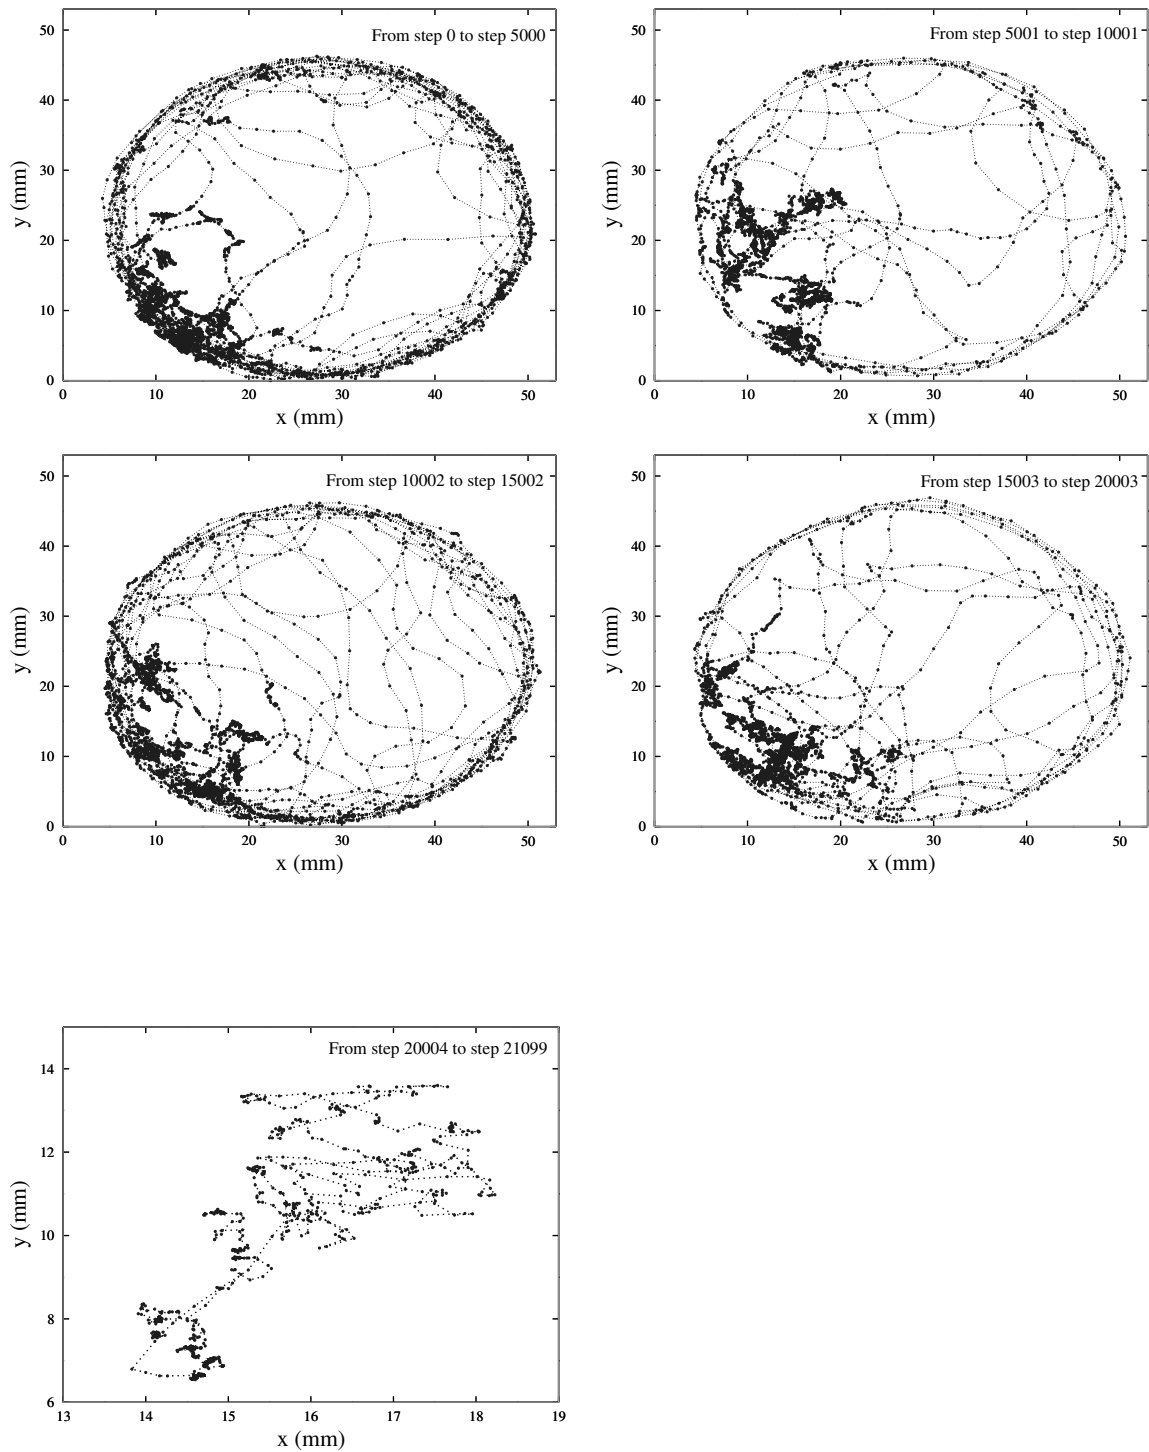 From step 0 to step 5000
50
40
30
20
10
0
y (mm)
0 10 20 30 40 50
x (mm)
From step 5001 to step 10001
50
40
30
20
10
0
y (mm)
0 10 20 30 40 50
x (mm)
From step 10002 to step 15002
50
40
30
20
10
0
y (mm)
0 10 20 30 40 50
x (mm)
From step 15003 to step 20003
50
40
30
20
10
0
y (mm)
0 10 20 30 40 50
x (mm)
From step 20004 to step 21099
14
12
10
8
6
y (mm)
13 14 15 16 17 18 19
x (mm)